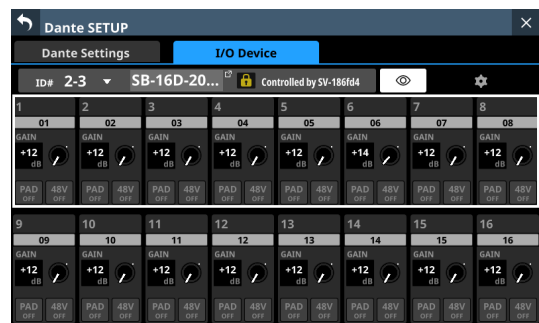 Dante SETUP
Dante Settings I/O Device
ID# 2-3 SB-16D-20... Controlled by SV-186fd4
1 2 3 4 5 6 7 8
01 02 03 04 05 06 07 08
GAIN GAIN GAIN GAIN GAIN GAIN GAIN GAIN
+12 +12 +12 +12 +12 +14 +12 +12
dB dB dB dB dB dB dB dB
PAD 48V PAD 48V PAD 48V PAD 48V PAD 48V PAD 48V PAD 48V PAD 48V
OFF OFF OFF OFF OFF OFF OFF OFF OFF OFF OFF OFF OFF OFF OFF OFF
9 10 11 12 13 14 15 16
09 10 11 12 13 14 15 16
GAIN GAIN GAIN GAIN GAIN GAIN GAIN GAIN
+12 +12 +12 +12 +12 +12 +12 +12
dB dB dB dB dB dB dB dB
PAD 48V PAD 48V PAD 48V PAD 48V PAD 48V PAD 48V PAD 48V PAD 48V
OFF OFF OFF OFF OFF OFF OFF OFF OFF OFF OFF OFF OFF OFF OFF OFF